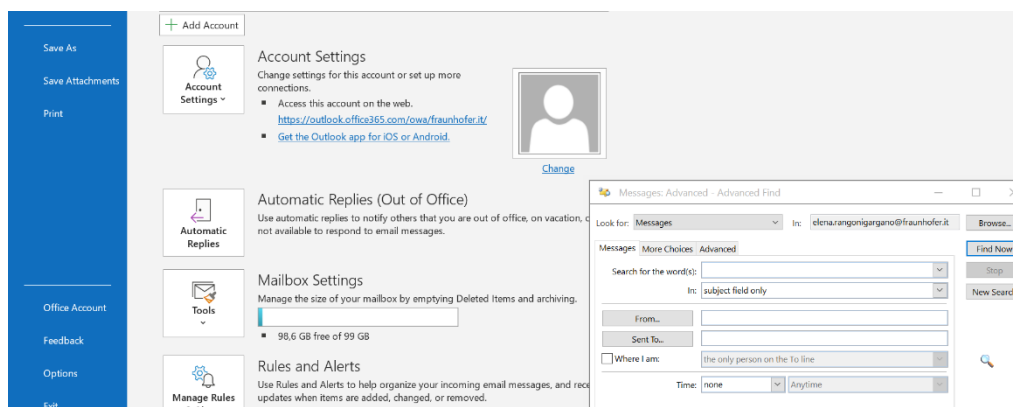 Add Account
Save As
Save Attachments
Print
Office Account
Feedback
Options
Exit
Account
Settings
Account Settings
Change settings for this account or set up more
connections.
Access this account on the web.
https://outlook.office365.com/owa/fraunhofer.it/
Get the Outlook app for iOS or Android.
Change
Automatic
Replies
Automatic Replies (Out of Office)
Use automatic replies to notify others that you are out of office, on vacation,
not available to respond to email messages.
Tools
Mailbox Settings
Manage the size of your mailbox by emptying Deleted Items and archiving.
98,6 GB free of 99 GB
Manage Rules
Rules and Alerts
Use Rules and Alerts to help organize your incoming email messages, and
updates when items are added, changed, or removed.
Messages: Advanced - Advanced Find
Look for: Messages In: elena.rangonigargano@fraunhofer.it Browse...
Messages More Choices Advanced Find Now
Search for the word(s): Stop
In: subject field only New
From...
Sent To...
Where I am: the only person on the To line
Time: none Anytime